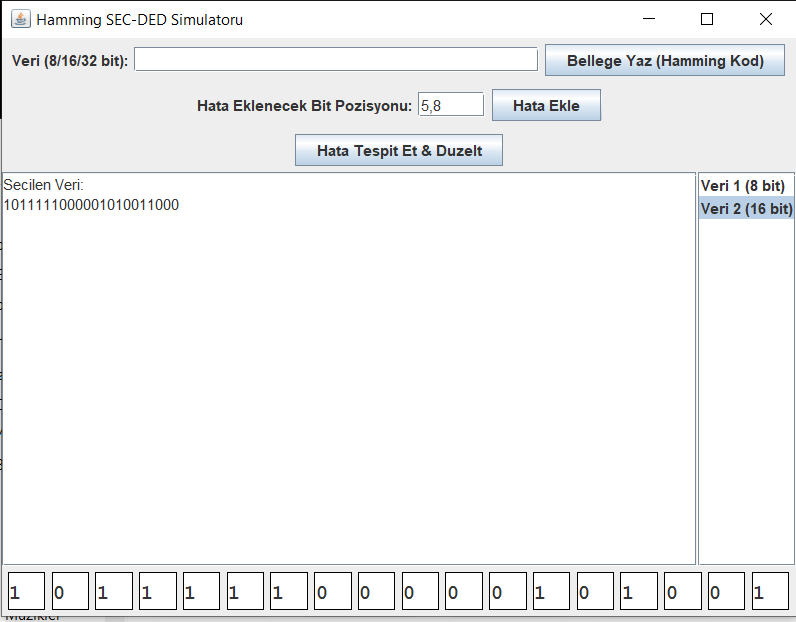 Hamming SEC-DED Simulatoru
Veri (8/16/32 bit): Bellege Yaz (Hamming Kod)
Hata Eklenecek Bit Pozisyonu: 5,8 Hata Ekle
Hata Tespit Et & Duzelt
Secilen Veri:
1011111000001010011000
Veri 1 (8 bit)
Veri 2 (16 bit)
1 0 1 1 1 1 1 0 0 0 0 0 1 0 1 0 0 1